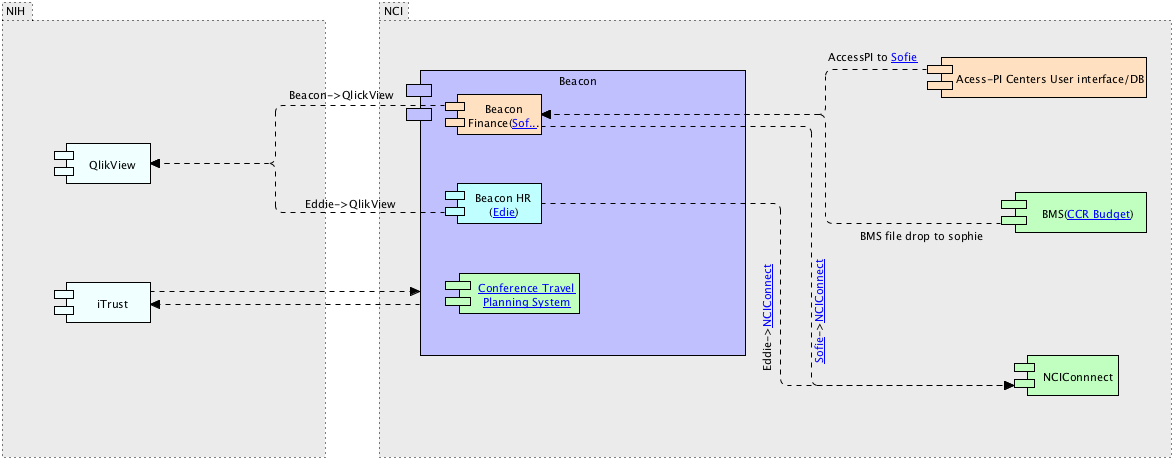 NIH
NCI
AccessPI to Sofie
Acess-PI Centers User interface/DB
Beacon
Beacon->QlickView
Beacon
Finance(Sof...
QlikView
Eddie->QlikView
Beacon HR
(Edie)
BMS(CCR Budget)
BMS file drop to sophie
iTrust
Conference Travel
Planning System
Eddie->NCIConnect
Sofie->NCIConnect
NCIConnnect